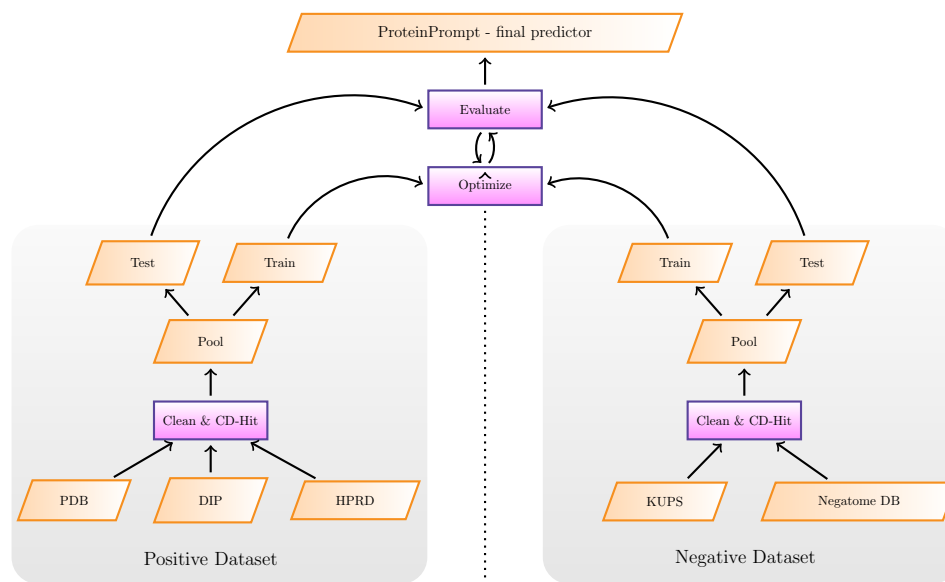 ProteinPrompt - final predictor
Evaluate
Optimize
Test
Train
Train
Test
Pool
Pool
Clean & CD-Hit
Clean & CD-Hit
PDB
DIP
HPRD
KUPS
Negatome DB
Positive Dataset
Negative Dataset